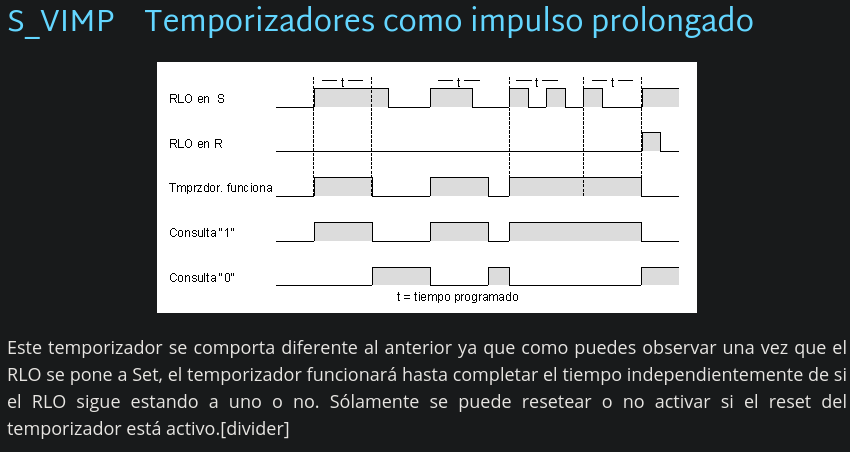 S_VIMP Temporizadores como impulso prolongado
t t t t
RLO en S
RLO en R
Tmprzdor. funciona
Consulta "1"
Consulta "0"
t = tiempo programado
Este temporizador se comporta diferente al anterior ya que como puedes observar una vez que el
RLO se pone a Set, el temporizador funcionará hasta completar el tiempo independientemente de si
el RLO sigue estando a uno o no. Sólamente se puede resetear o no activar si el reset del
temporizador está activo.[divider]